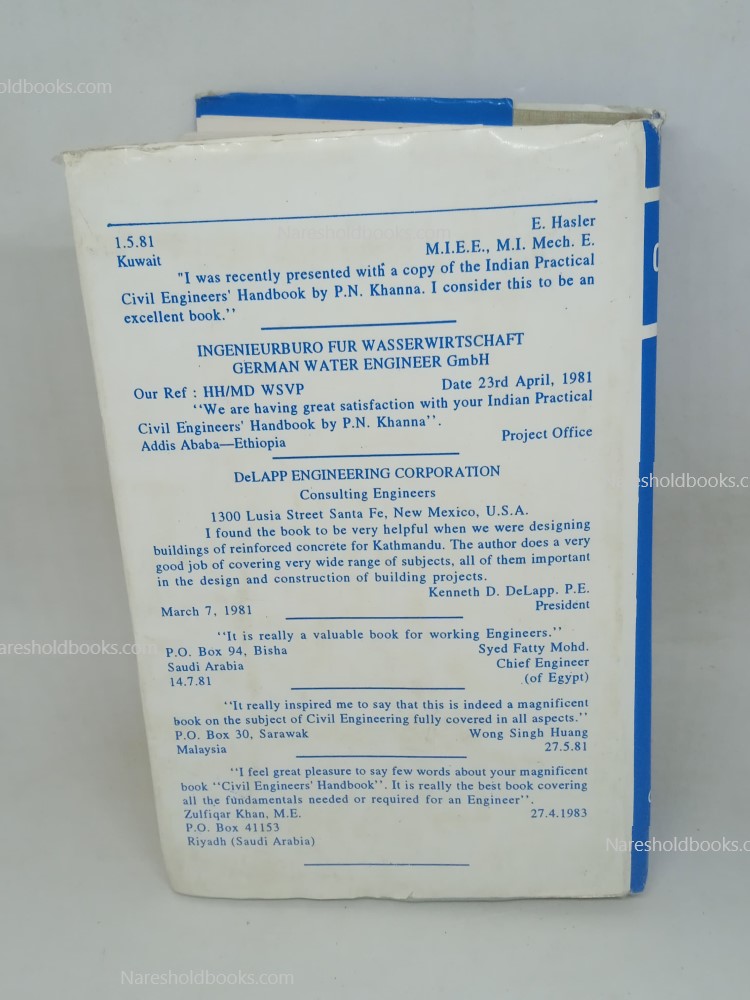 oldbooks.com
Naresholdbooks.com
E. Hasler
1.5.81
M.I.E.E., M.I. Mech. E.
Kuwait
"I was recently presented with a copy of the Indian Practical
Civil Engineers' Handbook by P.N. Khanna. I consider this to be an
excellent book.''
INGENIEURBURO FUR WASSERWIRTSCHAFT
GERMAN WATER ENGINEER GmbH
Our Ref : HH/MD WSVP Date 23rd April, 1981
''We are having great satisfaction with your Indian Practical
Civil Engineers' Handbook by P.N. Khanna''.
Addis Ababa—Ethiopia Project Office
DeLAPP ENGINEERING CORPORATION
Consulting Engineers
1300 Lusia Street Santa Fe, New Mexico, U.S.A.
I found the book to be very helpful when we were designing
buildings of reinforced concrete for Kathmandu. The author does a very
good job of covering very wide range of subjects, all of them important
in the design and construction of building projects.
Kenneth D. DeLapp, P.E.
March 7, 1981 President
''It is really a valuable book for working Engineers.''
P.O. Box 94, Bisha Syed Fatty Mohd.
Saudi Arabia Chief Engineer
14.7.81 (of Egypt)
''It really inspired me to say that this is indeed a magnificent
book on the subject of Civil Engineering fully covered in all aspects.''
P.O. Box 30, Sarawak Wong Singh Huang
Malaysia 27.5.81
''I feel great pleasure to say few words about your magnificent
book ''Civil Engineers' Handbook''. It is really the best book covering
all the fundamentals needed or required for an Engineer''.
Zulfiqar Khan, M.E. 27.4.1983
P.O. Box 41153
Riyadh (Saudi Arabia)
resholdbooks.c
Naresholdbooks.com
Naresholdbooks.co
Naresholdbooks.com